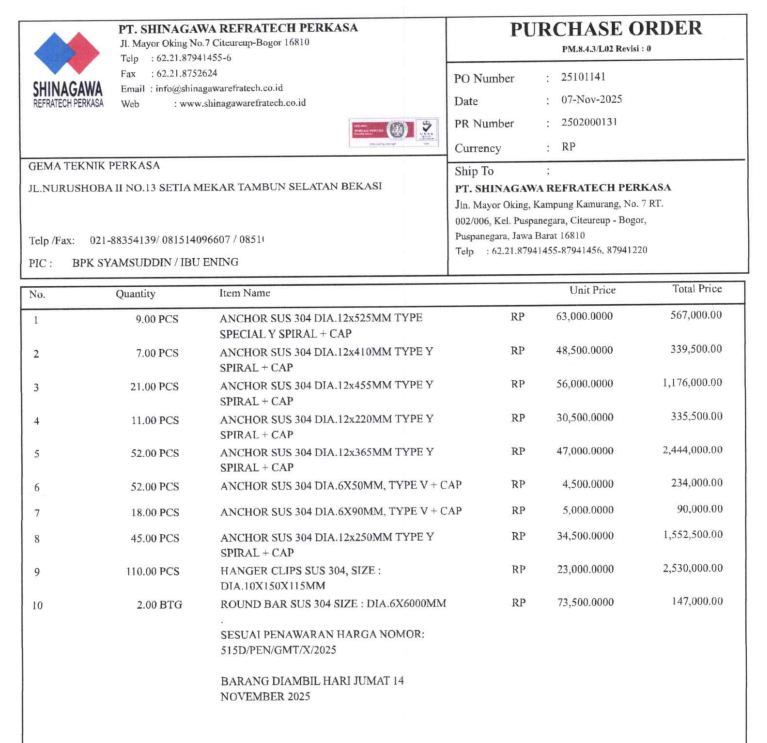 SHINAGAWA
REFRATECH PERKASA
PT. SHINAGAWA REFRATECH PERKASA
Jl. Mayor Oking No.7 Citeureup-Bogor 16810
Telp : 62.21.87941455-6
Fax : 62.21.8752624
Email : info@shinagawarefratech.co.id
Web : www.shinagawarefratech.co.id
PURCHASE ORDER
PM.8.4.3/L02 Revisi : 0
PO Number : 25101141
Date : 07-Nov-2025
PR Number : 2502000131
Currency : RP
GEMA TEKNIK PERKASA
JL.NURUSHOBA II NO.13 SETIA MEKAR TAMBUN SELATAN BEKASI
Telp /Fax: 021-88354139/ 081514096607 / 0851
PIC : BPK SYAMSUDDIN / IBU ENING
Ship To :
PT. SHINAGAWA REFRATECH PERKASA
Jln. Mayor Oking, Kampung Kamurang, No. 7 RT.
002/006, Kel. Puspanegara, Citeureup - Bogor,
Puspanegara, Jawa Barat 16810
Telp : 62.21.87941455-87941456, 87941220
No. Quantity Item Name Unit Price Total Price
1 9.00 PCS ANCHOR SUS 304 DIA.12x525MM TYPE RP 63,000.0000 567,000.00
SPECIAL Y SPIRAL + CAP
2 7.00 PCS ANCHOR SUS 304 DIA.12x410MM TYPE Y RP 48,500.0000 339,500.00
SPIRAL + CAP
3 21.00 PCS ANCHOR SUS 304 DIA.12x455MM TYPE Y RP 56,000.0000 1,176,000.00
SPIRAL + CAP
4 11.00 PCS ANCHOR SUS 304 DIA.12x220MM TYPE Y RP 30,500.0000 335,500.00
SPIRAL + CAP
5 52.00 PCS ANCHOR SUS 304 DIA.12x365MM TYPE Y RP 47,000.0000 2,444,000.00
SPIRAL + CAP
6 52.00 PCS ANCHOR SUS 304 DIA.6X50MM, TYPE V + CAP RP 4,500.0000 234,000.00
7 18.00 PCS ANCHOR SUS 304 DIA.6X90MM, TYPE V + CAP RP 5,000.0000 90,000.00
8 45.00 PCS ANCHOR SUS 304 DIA.12x250MM TYPE Y RP 34,500.0000 1,552,500.00
SPIRAL + CAP
9 110.00 PCS HANGER CLIPS SUS 304, SIZE : RP 23,000.0000 2,530,000.00
DIA.10X150X115MM
10 2.00 BTG ROUND BAR SUS 304 SIZE : DIA.6X6000MM RP 73,500.0000 147,000.00
.
SESUAI PENAWARAN HARGA NOMOR:
515D/PEN/GMT/X/2025
BARANG DIAMBIL HARI JUMAT 14
NOVEMBER 2025